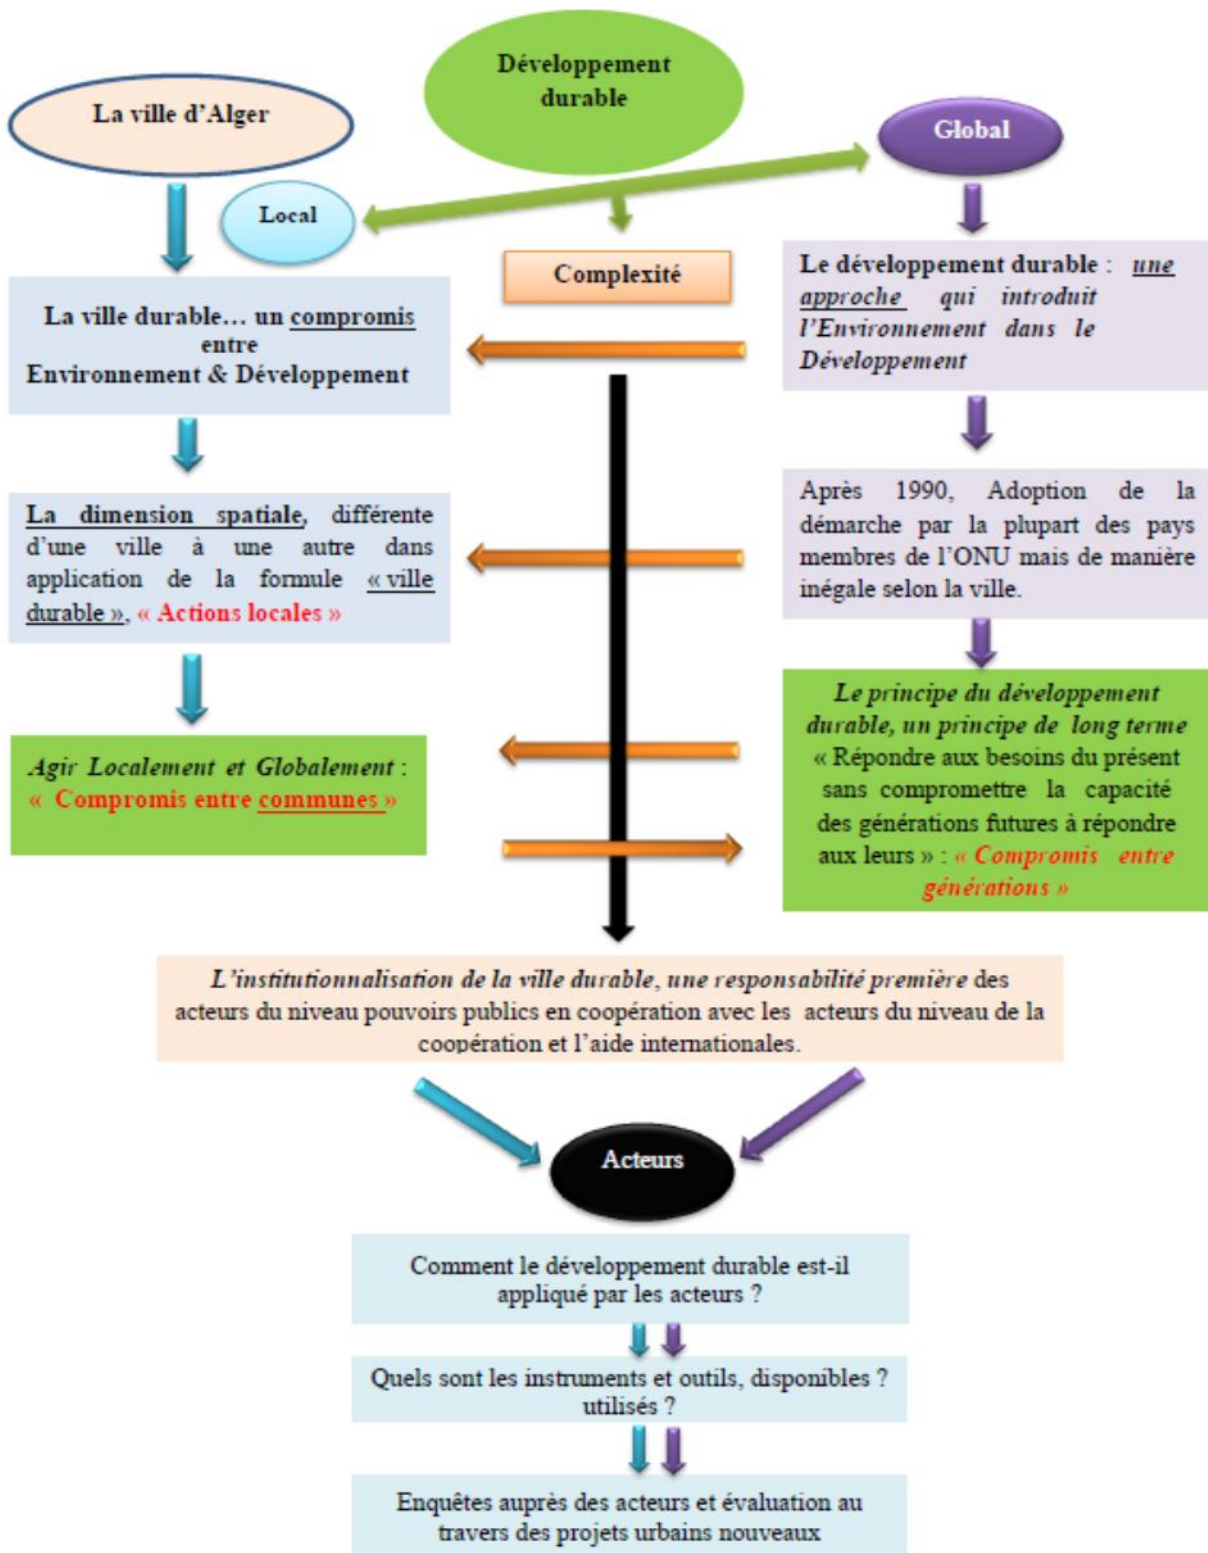 Développement
durable
La ville d'Alger
Global
Local
Complexité
La ville durable… un compromis
entre
Environnement & Développement
Le développement durable : une
approche qui introduit
l'Environnement dans le
Développement
La dimension spatiale, différente
d'une ville à une autre dans
application de la formule « ville
durable », « Actions locales »
Après 1990, Adoption de la
démarche par la plupart des pays
membres de l'ONU mais de manière
inégale selon la ville.
Agir Localement et Globalement :
« Compromis entre communes »
Le principe du développement
durable, un principe de long terme
« Répondre aux besoins du présent
sans compromettre la capacité
des générations futures à répondre
aux leurs » : « Compromis entre
générations »
L'institutionnalisation de la ville durable, une responsabilité première des
acteurs du niveau pouvoirs publics en coopération avec les acteurs du niveau de la
coopération et l'aide internationales.
Acteurs
Comment le développement durable est-il
appliqué par les acteurs ?
Quels sont les instruments et outils, disponibles ?
utilisés ?
Enquêtes auprès des acteurs et évaluation au
travers des projets urbains nouveaux